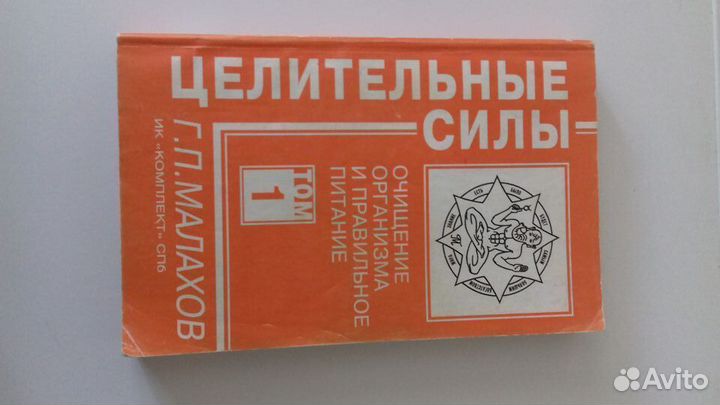 ЦЕЛИТЕЛЬНЫЕ
СИЛЫ
Г.П.МАЛАХОВ
ИК «КОМПЛЕКТ» СПб
ТОМ
1
ОЧИЩЕНИЕ
ОРГАНИЗМА
И ПРАВИЛЬНОЕ
ПИТАНИЕ
Avito